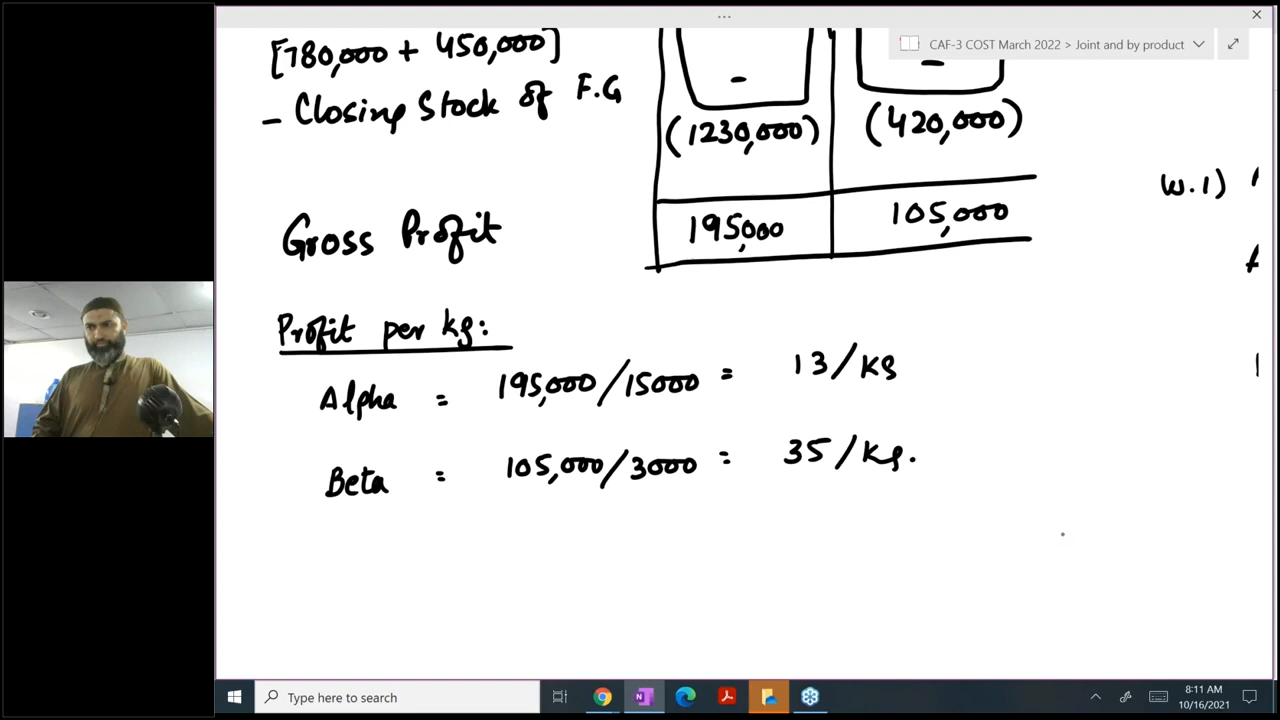 CAF-3 COST March 2022 > Joint and by product
[780,000 + 450,000]
- Closing Stock of F.G
-
-
(1230,000) (420,000)
w.1)
Gross Profit 195,000 105,000
Profit per kg:
Alpha = 195,000/15000 = 13/KG
Beta = 105,000/3000 = 35/Kg.
Type here to search
8:11 AM
10/16/2021